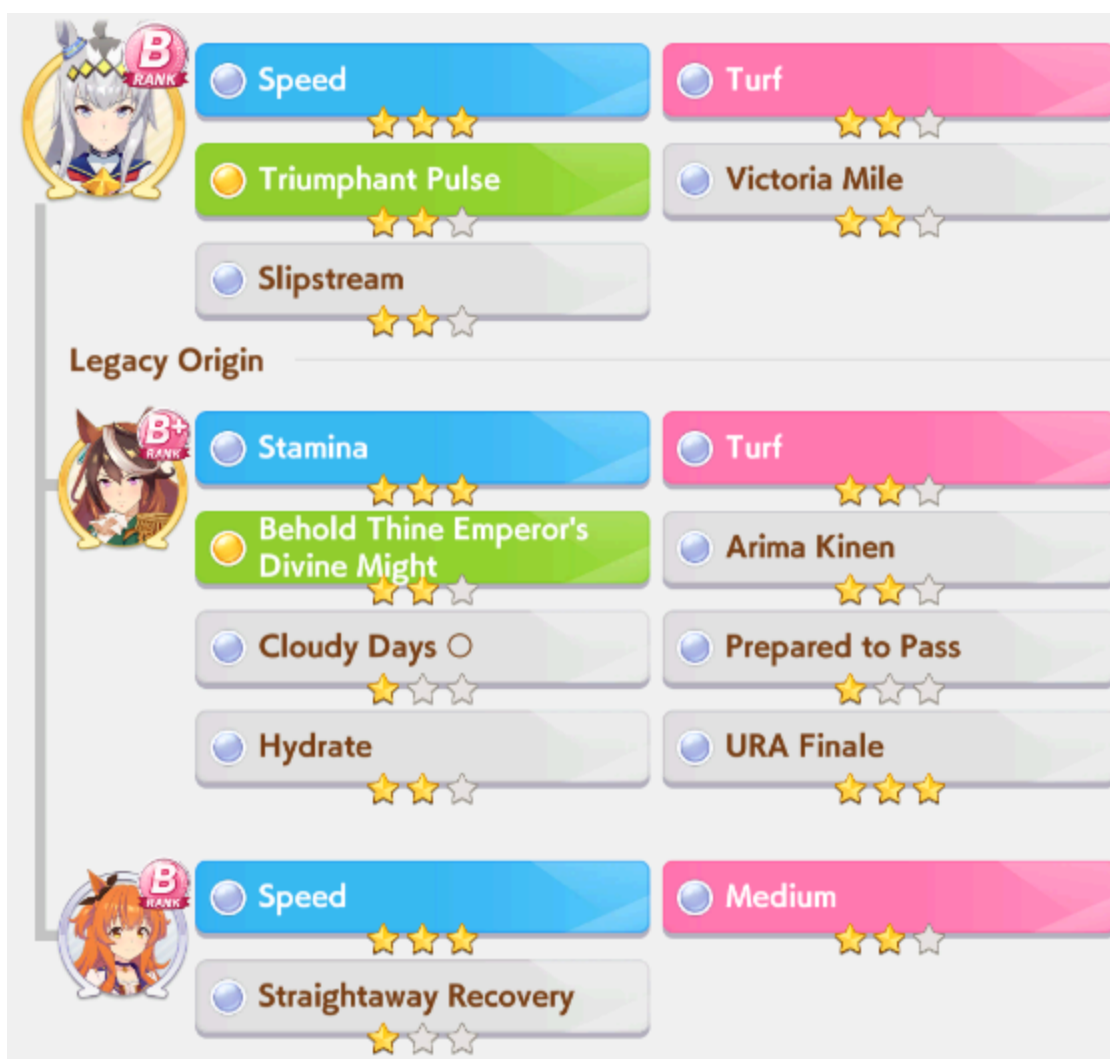 B
RANK
Speed
Turf
Triumphant Pulse
Victoria Mile
Slipstream
Legacy Origin
B+
RANK
Stamina
Turf
Behold Thine Emperor's
Divine Might
Arima Kinen
Cloudy Days ○
Prepared to Pass
Hydrate
URA Finale
B
RANK
Speed
Medium
Straightaway Recovery